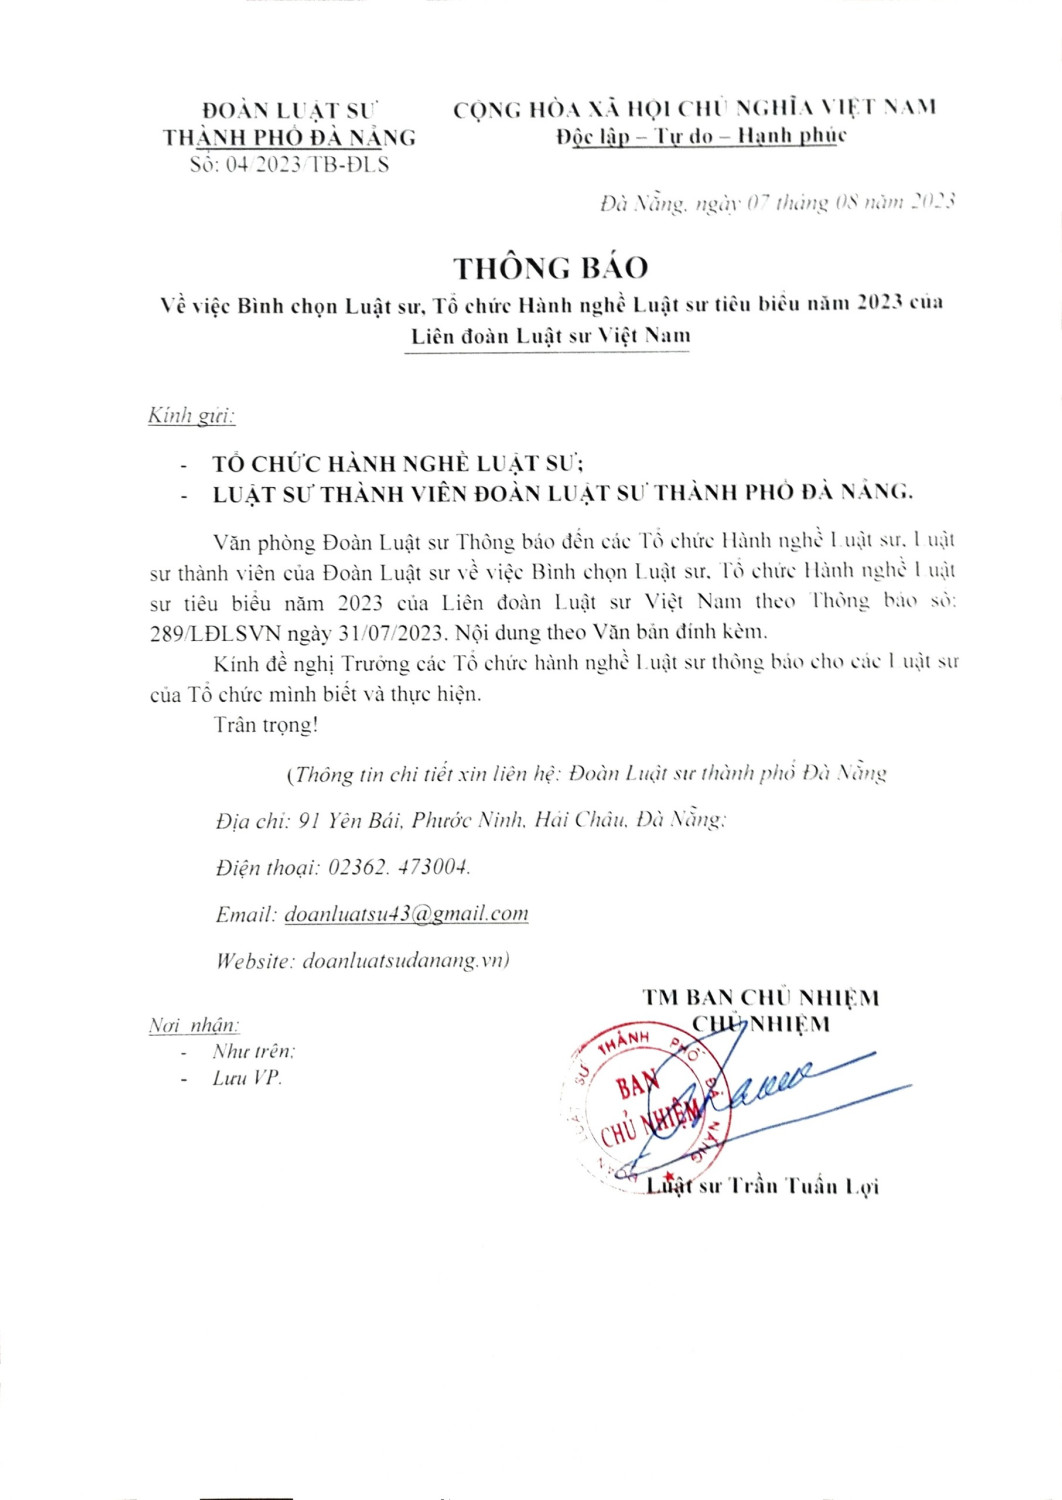 ĐOÀN LUẬT SƯ
THÀNH PHỐ ĐÀ NẴNG
Số: 04/2023/TB-ĐLS
CỘNG HÒA XÃ HỘI CHỦ NGHĨA VIỆT NAM
Độc lập – Tự do – Hạnh phúc
Đà Nẵng, ngày 07 tháng 08 năm 2023
THÔNG BÁO
Về việc Bình chọn Luật sư, Tổ chức Hành nghề Luật sư tiêu biểu năm 2023 của
Liên đoàn Luật sư Việt Nam
Kính gửi:
- TỔ CHỨC HÀNH NGHỀ LUẬT SƯ;
- LUẬT SƯ THÀNH VIÊN ĐOÀN LUẬT SƯ THÀNH PHỐ ĐÀ NẴNG.
Văn phòng Đoàn Luật sư Thông báo đến các Tổ chức Hành nghề Luật sư, Luật
sư thành viên của Đoàn Luật sư về việc Bình chọn Luật sư, Tổ chức Hành nghề Luật
sư tiêu biểu năm 2023 của Liên đoàn Luật sư Việt Nam theo Thông báo số:
289/LĐLSVN ngày 31/07/2023. Nội dung theo Văn bản đính kèm.
Kính đề nghị Trưởng các Tổ chức hành nghề Luật sư thông báo cho các Luật sư
của Tổ chức mình biết và thực hiện.
Trân trọng!
(Thông tin chi tiết xin liên hệ: Đoàn Luật sư thành phố Đà Nẵng
Địa chỉ: 91 Yên Bái, Phước Ninh, Hải Châu, Đà Nẵng;
Điện thoại: 02362. 473004.
Email: doanluatsu43@gmail.com
Website: doanluatsudanang.vn)
TM BAN CHỦ NHIỆM
CHỦ NHIỆM
Nơi nhận:
- Như trên;
- Lưu VP.
ĐOÀN LUẬT SƯ THÀNH PHỐ ĐÀ NẴNG
BAN
CHỦ NHIỆM
Luật sư Trần Tuấn Lợi